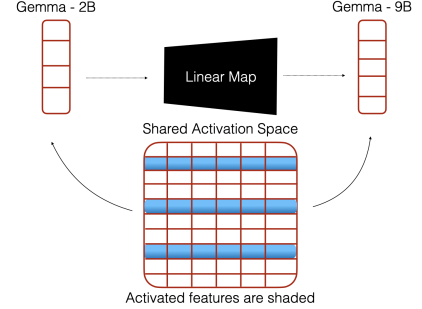 Gemma - 2B
Gemma - 9B
Linear Map
Shared Activation Space
Activated features are shaded